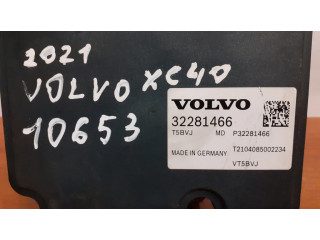 2021
VOLVO XC40
10653
VOLVO
32281466
T5BVJ MD P32281466
MADE IN GERMANY T2104085002234
VT5BVJ